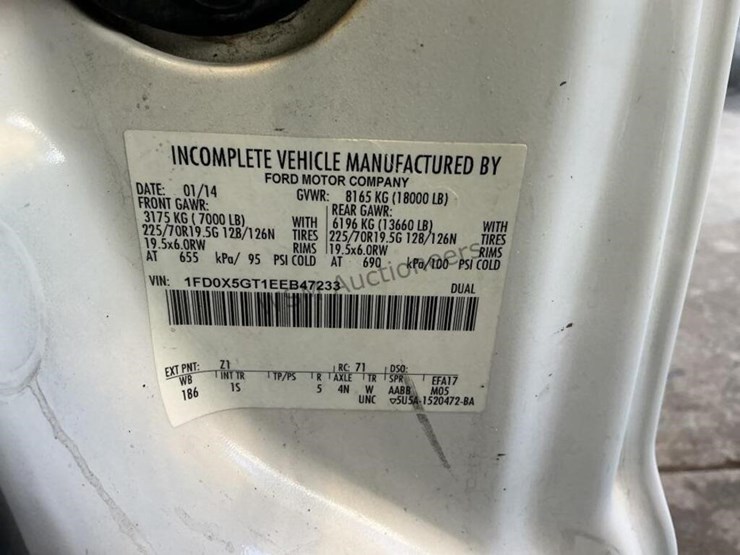 INCOMPLETE VEHICLE MANUFACTURED BY
FORD MOTOR COMPANY
DATE: 01/14 GVWR: 8165 KG (18000 LB)
FRONT GAWR: REAR GAWR:
3175 KG ( 7000 LB) WITH 6196 KG (13660 LB) WITH
225/70R19.5G 128/126N TIRES 225/70R19.5G 128/126N TIRES
19.5x6.0RW RIMS 19.5x6.0RW RIMS
AT 655 kPa/ 95 PSI COLD AT 690 kPa/100 PSI COLD
VIN: 1FD0X5GT1EEB47233 DUAL
Auctioneers
EXT PNT: Z1 RC: 71 DSO:
WB INT TR TP/PS R AXLE TR SPR EFA17
186 1S 5 4N W AABB M05
UNC 5U5A-1520472-BA